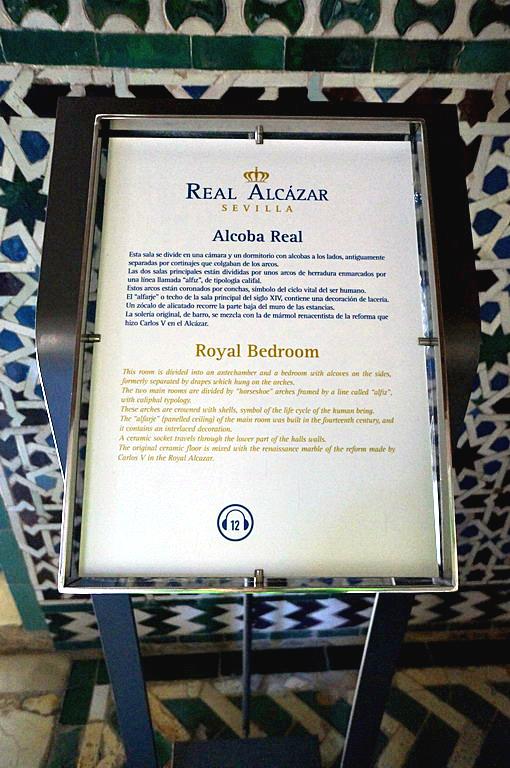 REAL ALCÁZAR
SEVILLA
Alcoba Real
Esta sala se divide en una cámara y un dormitorio con alcobas a los lados, antiguamente
separadas por cortinajes que colgaban de los arcos.
Las dos salas principales están divididas por unos arcos de herradura enmarcados por
una línea llamada "alfiz", de tipología califal.
Estos arcos están coronados por conchas, símbolo del ciclo vital del ser humano.
El "alfarje" o techo de la sala principal del siglo XIV, contiene una decoración de lacería.
Un zócalo de alicatado recorre la parte baja del muro de las estancias.
La solería original, de barro, se mezcla con la de mármol renacentista de la reforma que
hizo Carlos V en el Alcázar.
Royal Bedroom
This room is divided into an antechamber and a bedroom with alcoves on the sides,
formerly separated by drapes which hung on the arches.
The two main rooms are divided by "horseshoe" arches framed by a line called "alfiz",
with caliphal typology.
These arches are crowned with shells, symbol of the life cycle of the human being.
The "alfarje" (panelled ceiling) of the main room was built in the fourteenth century, and
it contains an interlaced decoration.
A ceramic socket travels through the lower part of the halls walls.
The original ceramic floor is mixed with the renaissance marble of the reform made by
Carlos V in the Royal Alcazar.
12